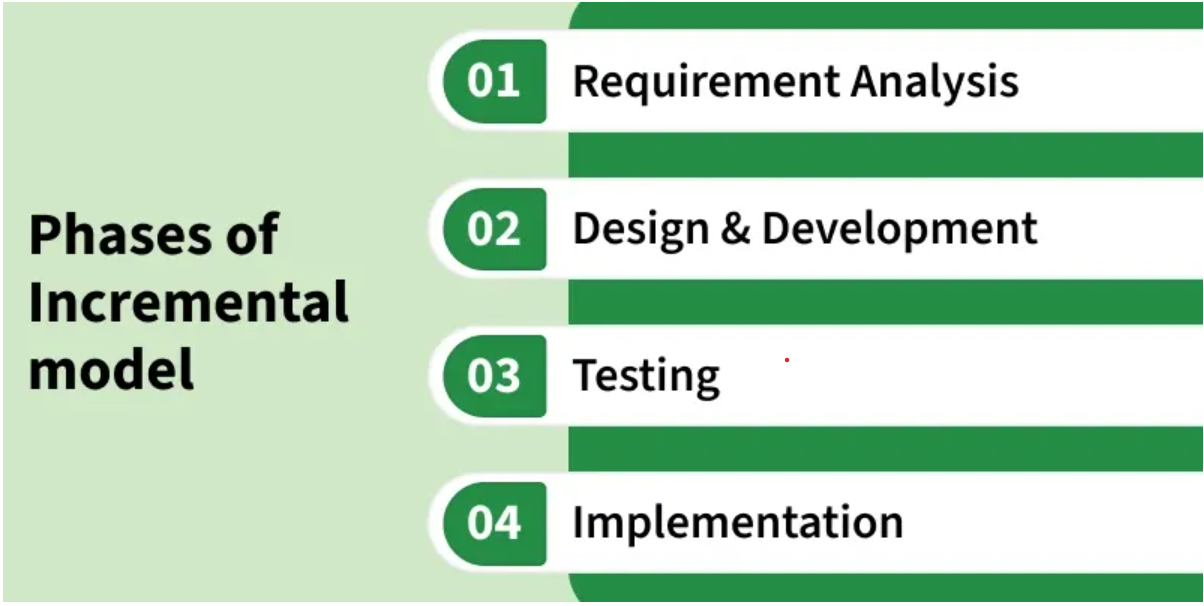 Phases of
Incremental
model
01 Requirement Analysis
02 Design & Development
03 Testing
04 Implementation